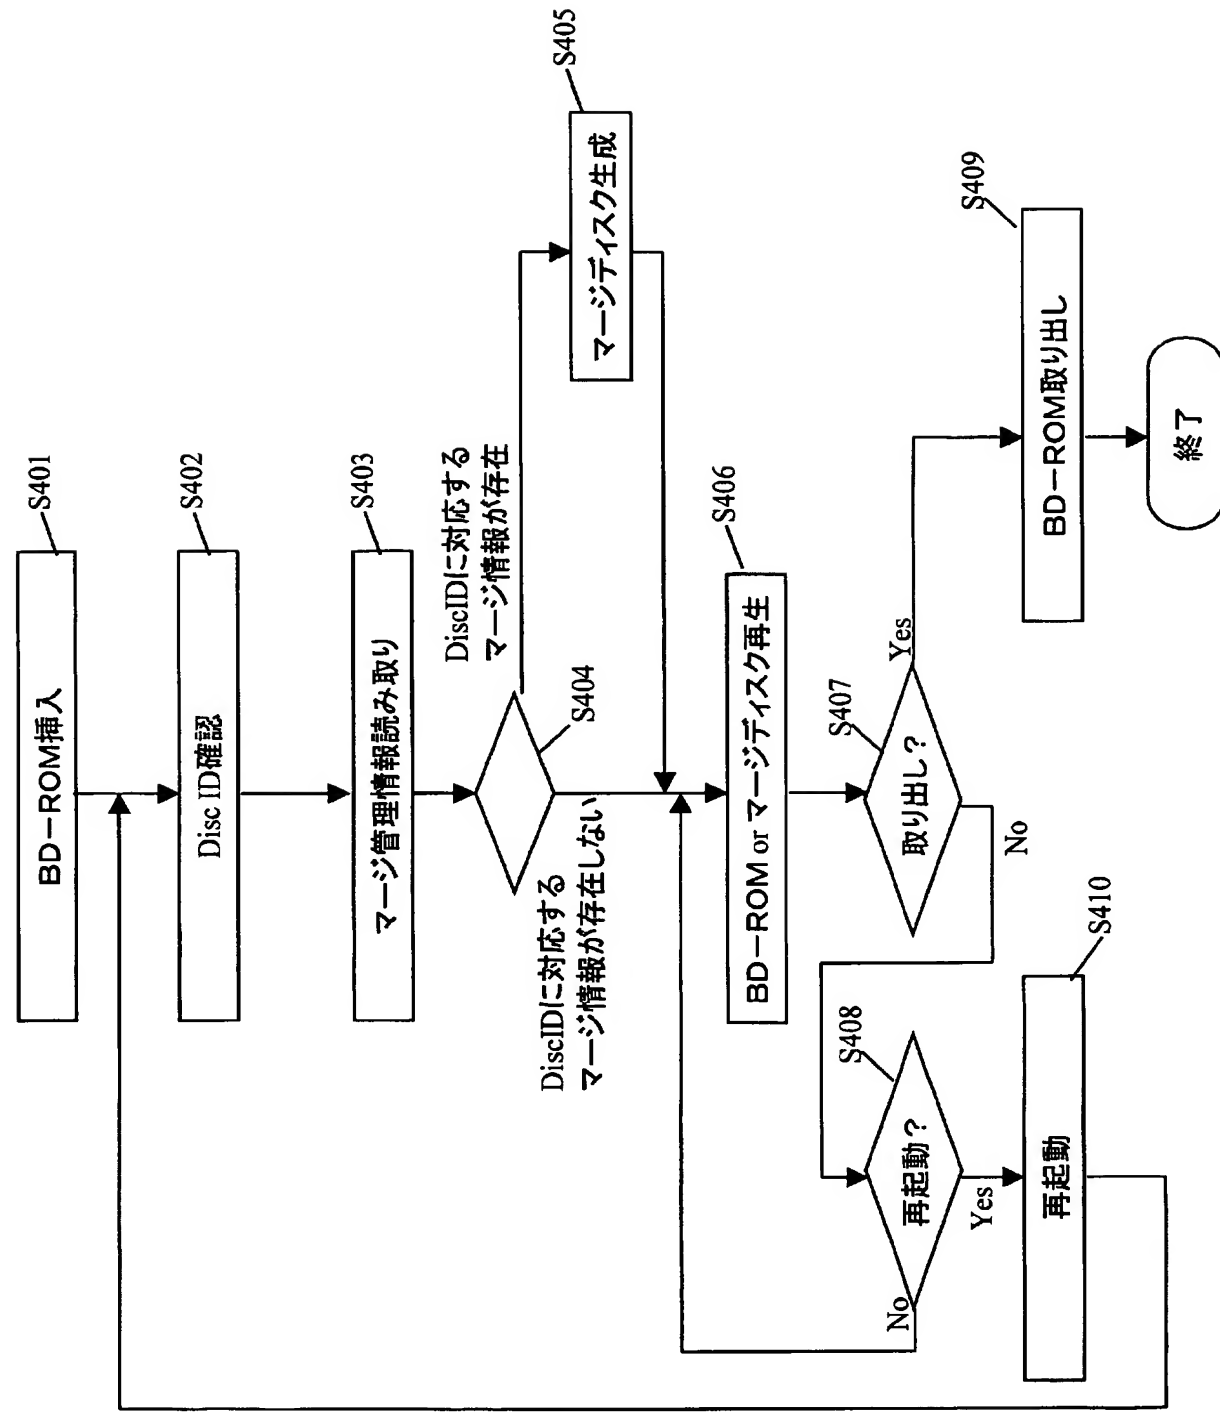 S401
BD-ROM挿入
S402
Disc ID確認
S403
マージ管理情報読み取り
DiscIDに対応する
マージ情報が存在
S404
DiscIDに対応する
マージ情報が存在しない
S405
マージディスク生成
S406
BD-ROM or マージディスク再生
S407
取り出し？
Yes
No
S408
再起動？
No
Yes
S409
BD-ROM取り出し
S410
再起動
終了